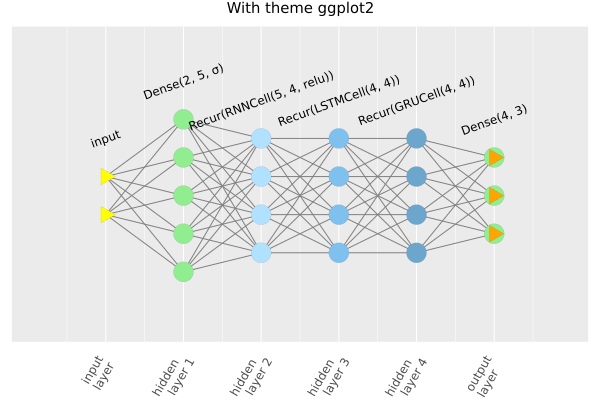 With theme ggplot2
input
Dense(2, 5, σ)
Recur(RNNCell(5, 4, relu))
Recur(LSTMCell(4, 4))
Recur(GRUCell(4, 4))
Dense(4, 3)
input
layer
hidden
layer 1
hidden
layer 2
hidden
layer 3
hidden
layer 4
output
layer